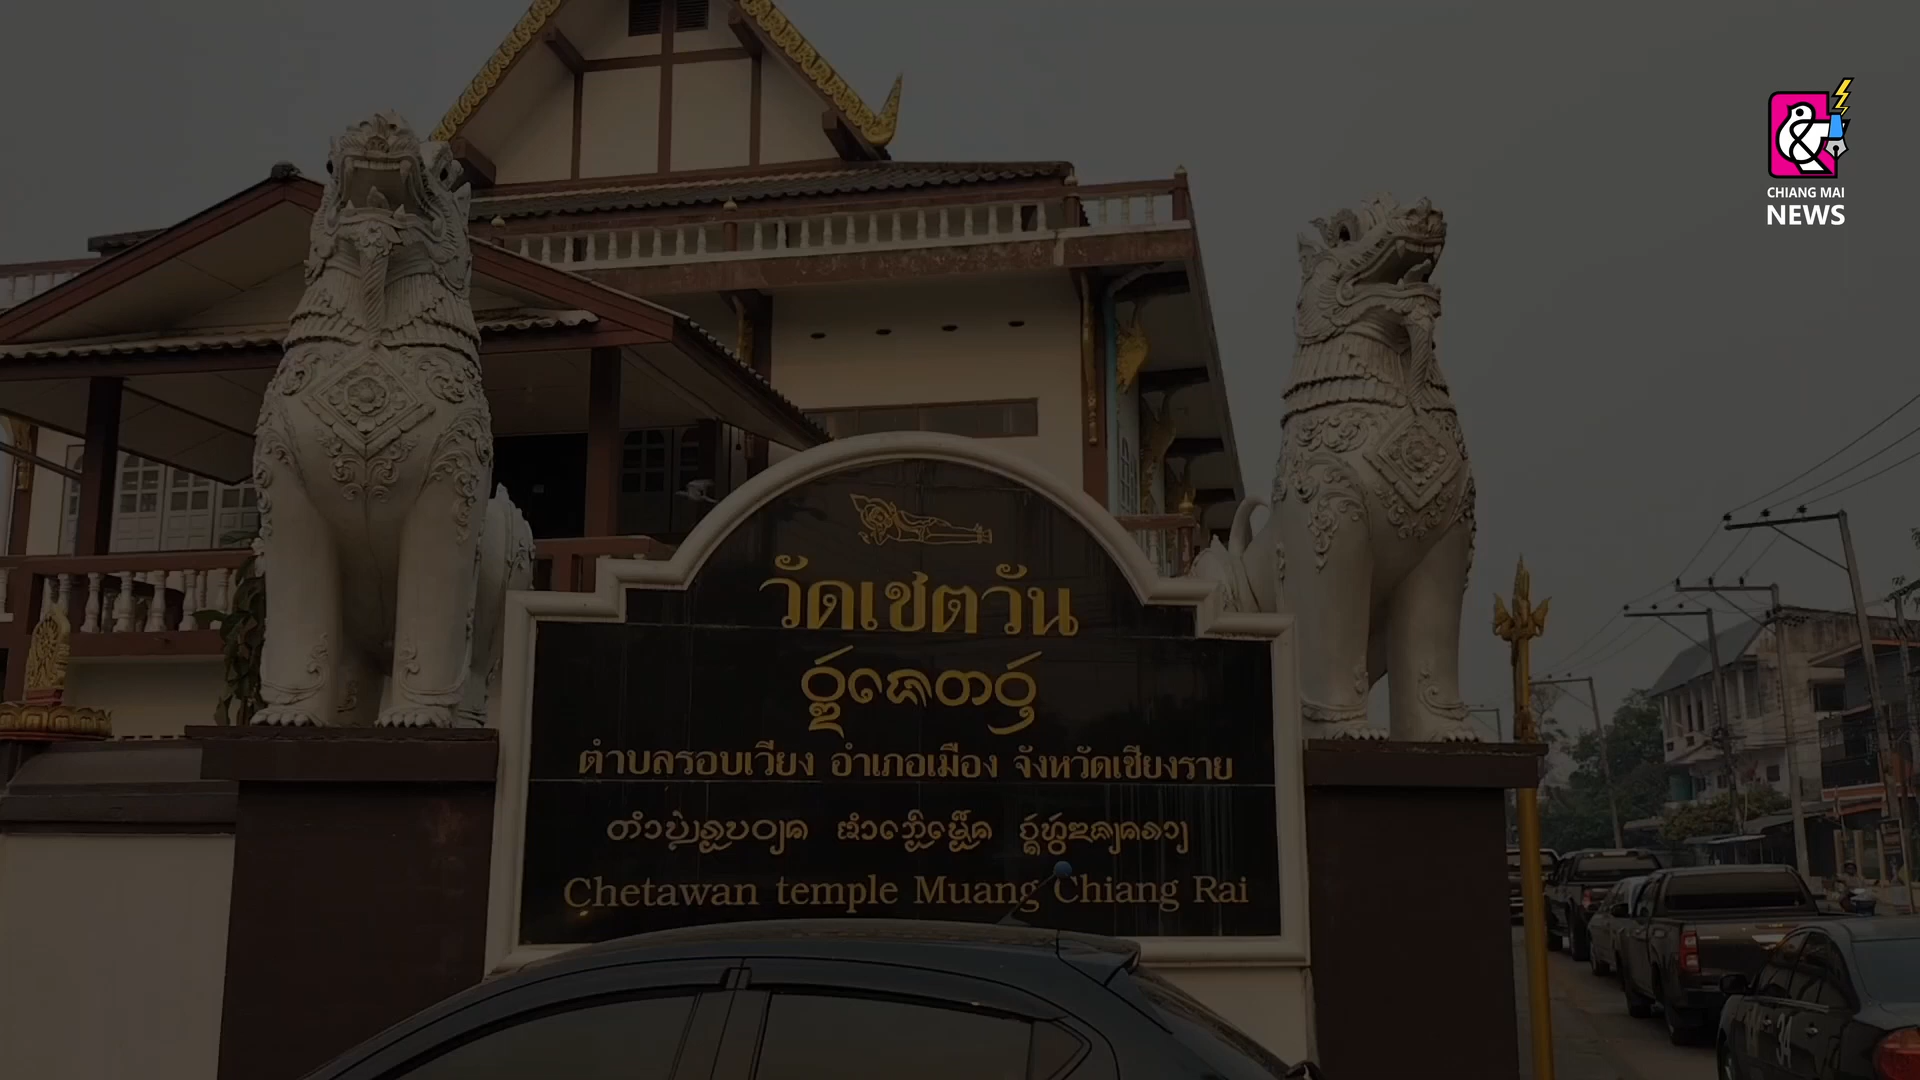 CHIANG MAI
NEWS
วัดเชตวัน
ตำบลรอบเวียง อำเภอเมือง จังหวัดเชียงราย
Chetawan temple Muang Chiang Rai